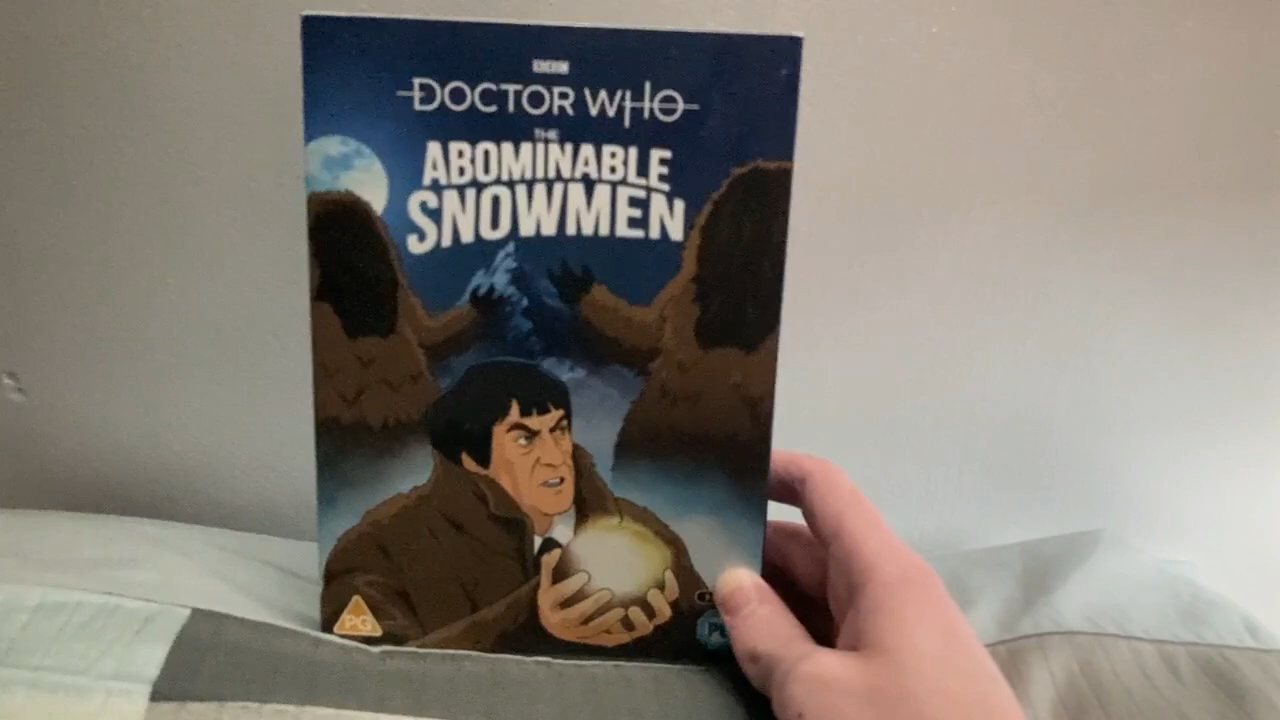 BBC
DOCTOR WHO
THE
ABOMINABLE
SNOWMEN
PG